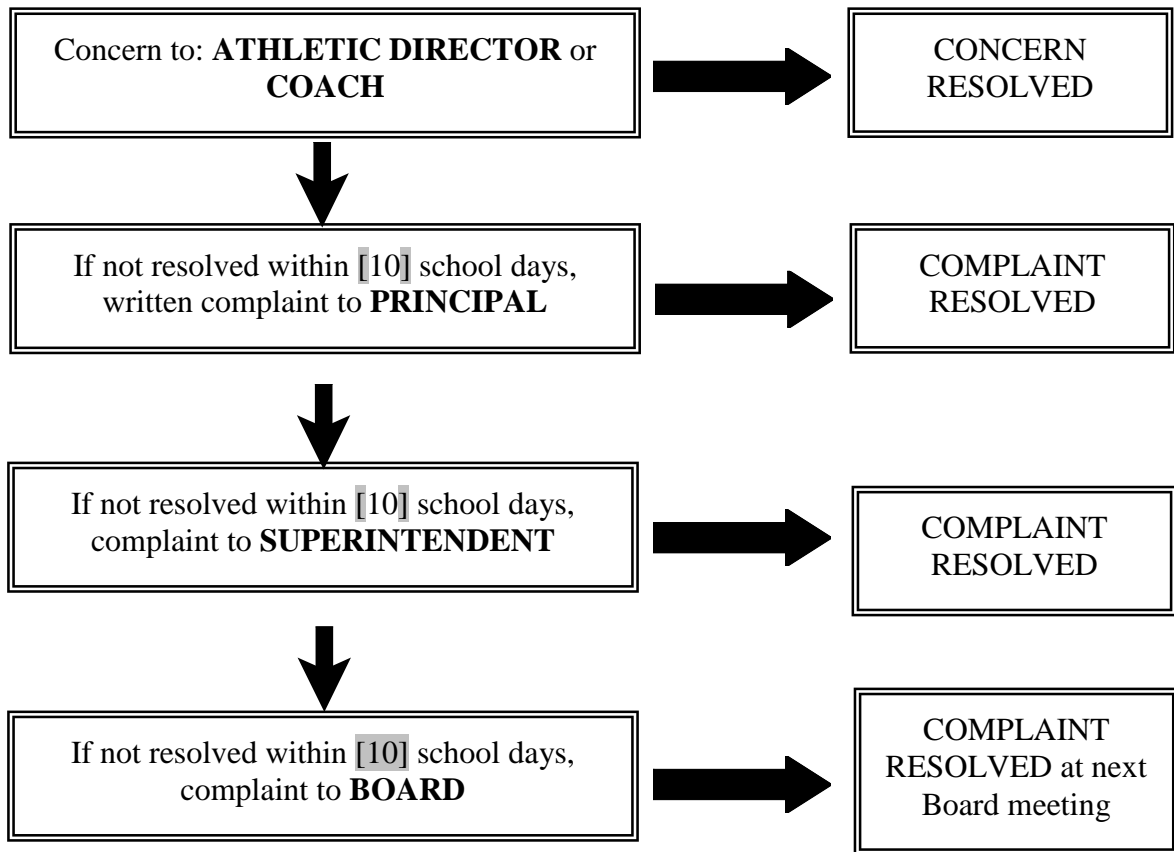 Concern to: ATHLETIC DIRECTOR or
COACH
CONCERN
RESOLVED
If not resolved within [10] school days,
written complaint to PRINCIPAL
COMPLAINT
RESOLVED
If not resolved within [10] school days,
complaint to SUPERINTENDENT
COMPLAINT
RESOLVED
If not resolved within [10] school days,
complaint to BOARD
COMPLAINT
RESOLVED at next
Board meeting